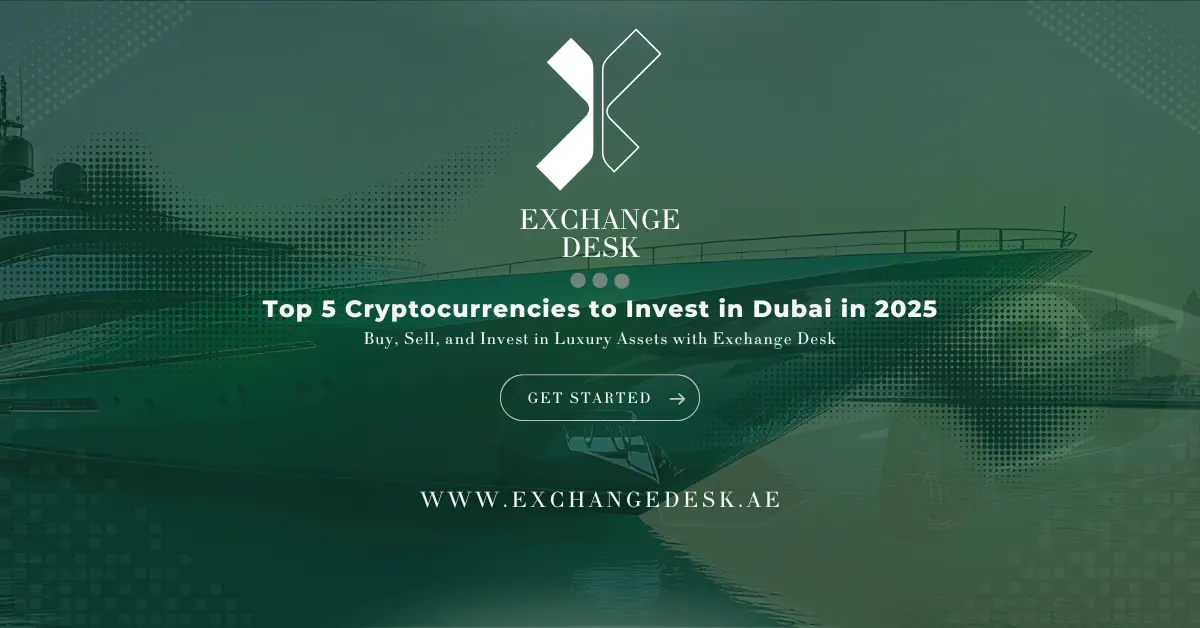 EXCHANGE
DESK
Top 5 Cryptocurrencies to Invest in Dubai in 2025
Buy, Sell, and Invest in Luxury Assets with Exchange Desk
GET STARTED
WWW.EXCHANGEDESK.AE